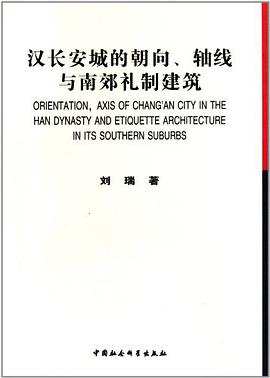 汉长安城的朝向、轴线
与南郊礼制建筑
ORIENTATION, AXIS OF CHANG'AN CITY IN THE
HAN DYNASTY AND ETIQUETTE ARCHITECTURE
IN ITS SOUTHERN SUBURBS
刘 瑞 著
中国社会科学出版社